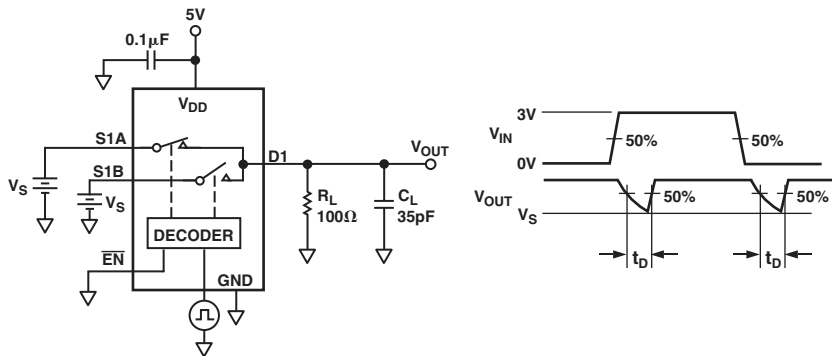 5V
0.1µF
VDD
S1A
S1B
VS
VS
D1
VOUT
RL
100Ω
CL
35pF
DECODER
EN
GND
3V
VIN
0V
50%
50%
VOUT
VS
50%
50%
tD
tD